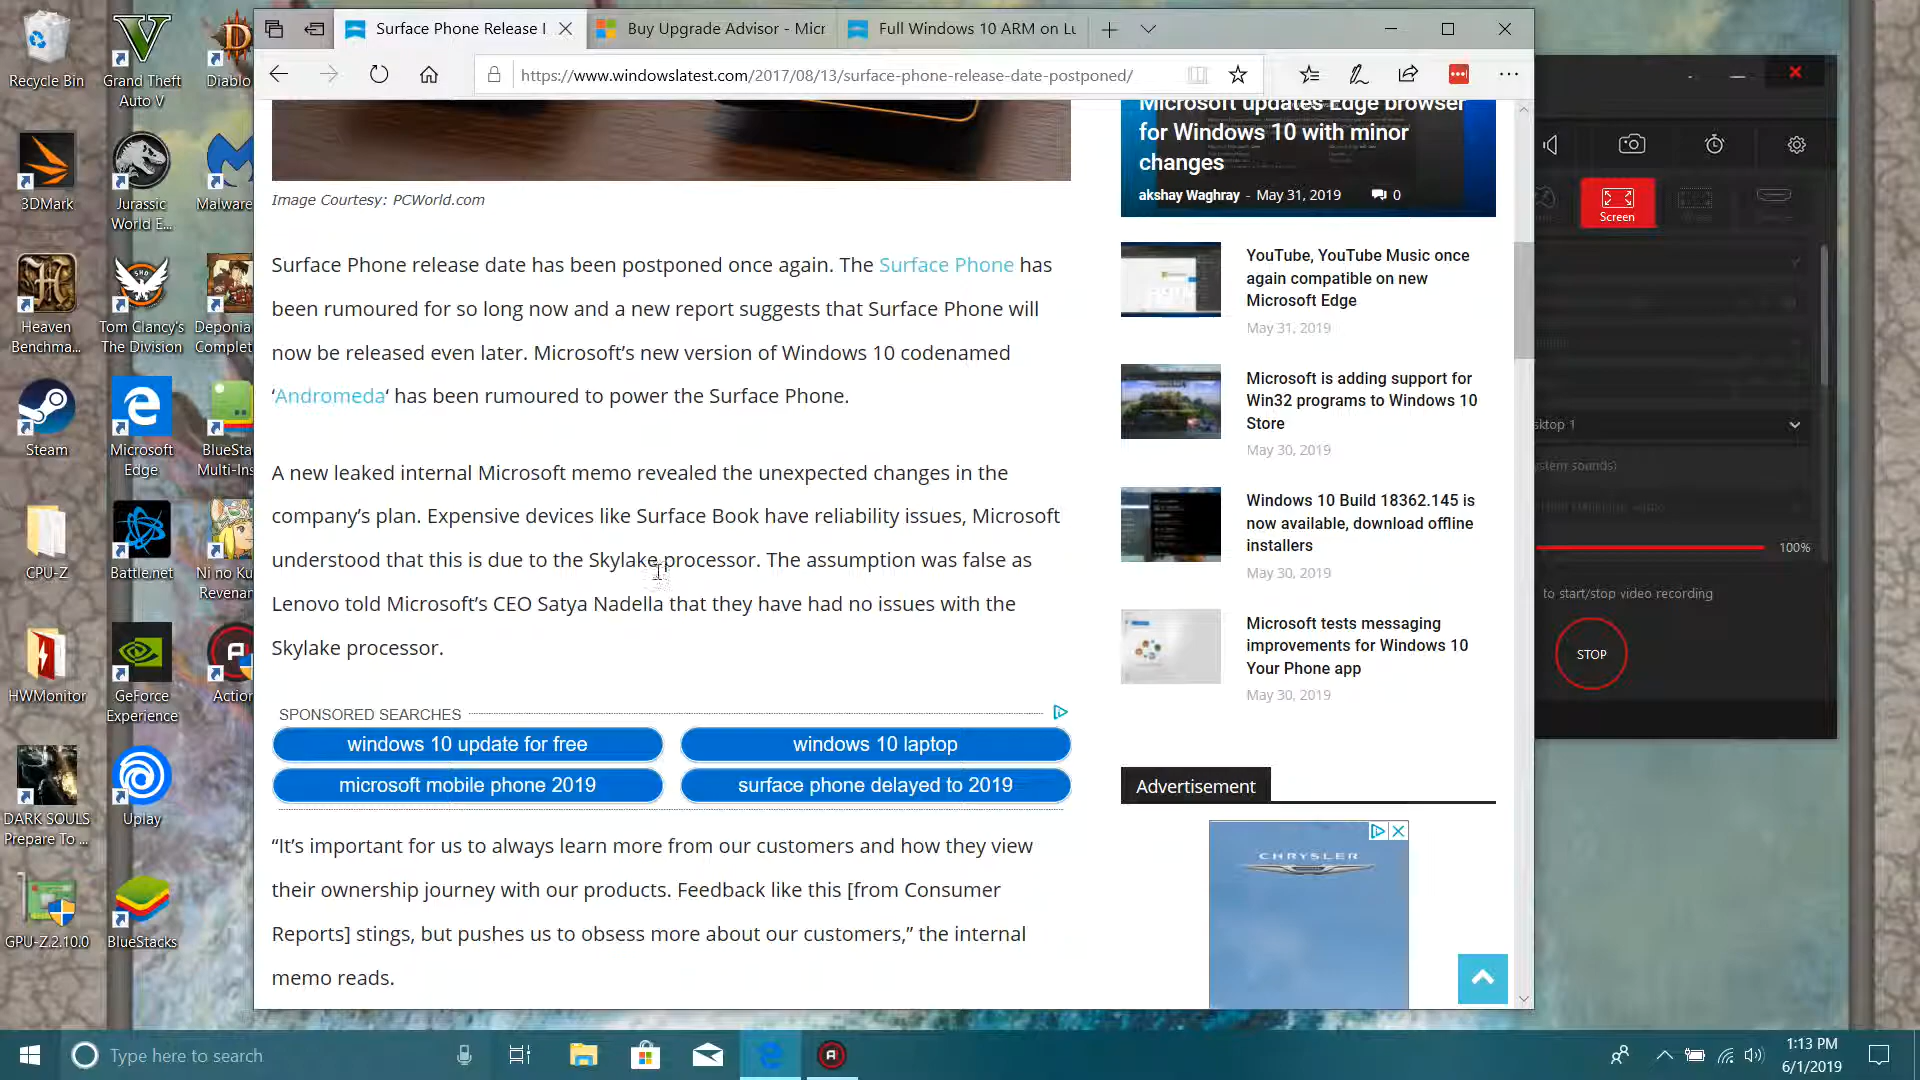 Surface Phone Release I
Buy Upgrade Advisor - Micr
Full Windows 10 ARM on Lu
https://www.windowslatest.com/2017/08/13/surface-phone-release-date-postponed/
Recycle Bin
Grand Theft
Auto V
Diablo
3DMark
Jurassic
World E...
Malware
Heaven
Benchma...
Tom Clancy's
The Division
Deponia
Complet
Steam
Microsoft
Edge
BlueSta
Multi-Ins
CPU-Z
Battle.net
Ni no Ku
Revenan
HWMonitor
GeForce
Experience
Action
DARK SOULS
Prepare To ...
Uplay
GPU-Z.2.10.0
BlueStacks
Image Courtesy: PCWorld.com
Surface Phone release date has been postponed once again. The Surface Phone has
been rumoured for so long now and a new report suggests that Surface Phone will
now be released even later. Microsoft's new version of Windows 10 codenamed
‘Andromeda‘ has been rumoured to power the Surface Phone.
A new leaked internal Microsoft memo revealed the unexpected changes in the
company's plan. Expensive devices like Surface Book have reliability issues, Microsoft
understood that this is due to the Skylake processor. The assumption was false as
Lenovo told Microsoft's CEO Satya Nadella that they have had no issues with the
Skylake processor.
SPONSORED SEARCHES
windows 10 update for free
windows 10 laptop
microsoft mobile phone 2019
surface phone delayed to 2019
“It's important for us to always learn more from our customers and how they view
their ownership journey with our products. Feedback like this [from Consumer
Reports] stings, but pushes us to obsess more about our customers,” the internal
memo reads.
Microsoft updates Edge browser
for Windows 10 with minor
changes
akshay Waghray - May 31, 2019 0
YouTube, YouTube Music once
again compatible on new
Microsoft Edge
May 31, 2019
Microsoft is adding support for
Win32 programs to Windows 10
Store
May 30, 2019
Windows 10 Build 18362.145 is
now available, download offline
installers
May 30, 2019
Microsoft tests messaging
improvements for Windows 10
Your Phone app
May 30, 2019
Advertisement
CHRYSLER
Screen
sktop 1
ystem sounds)
100%
to start/stop video recording
STOP
Type here to search
1:13 PM
6/1/2019